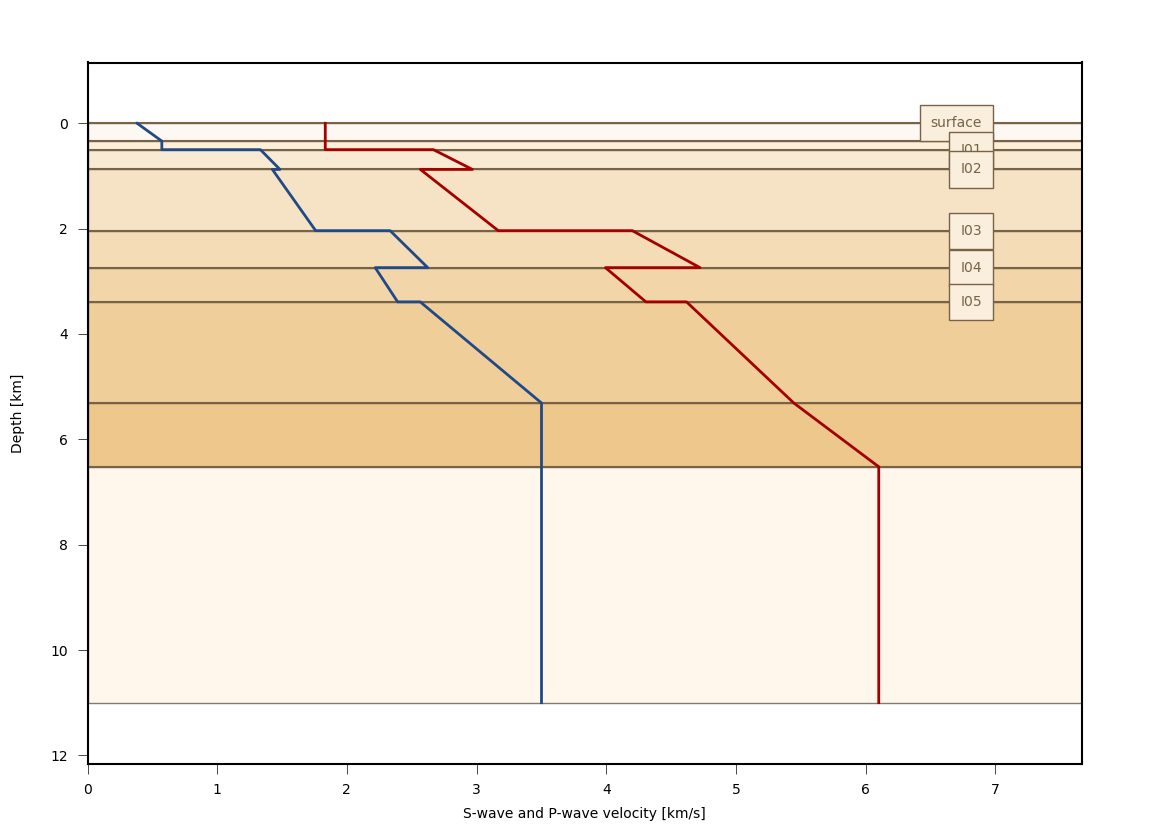 surface
I01
I02
I03
I04
I05
0
2
4
6
8
10
12
Depth [km]
0 1 2 3 4 5 6 7
S-wave and P-wave velocity [km/s]